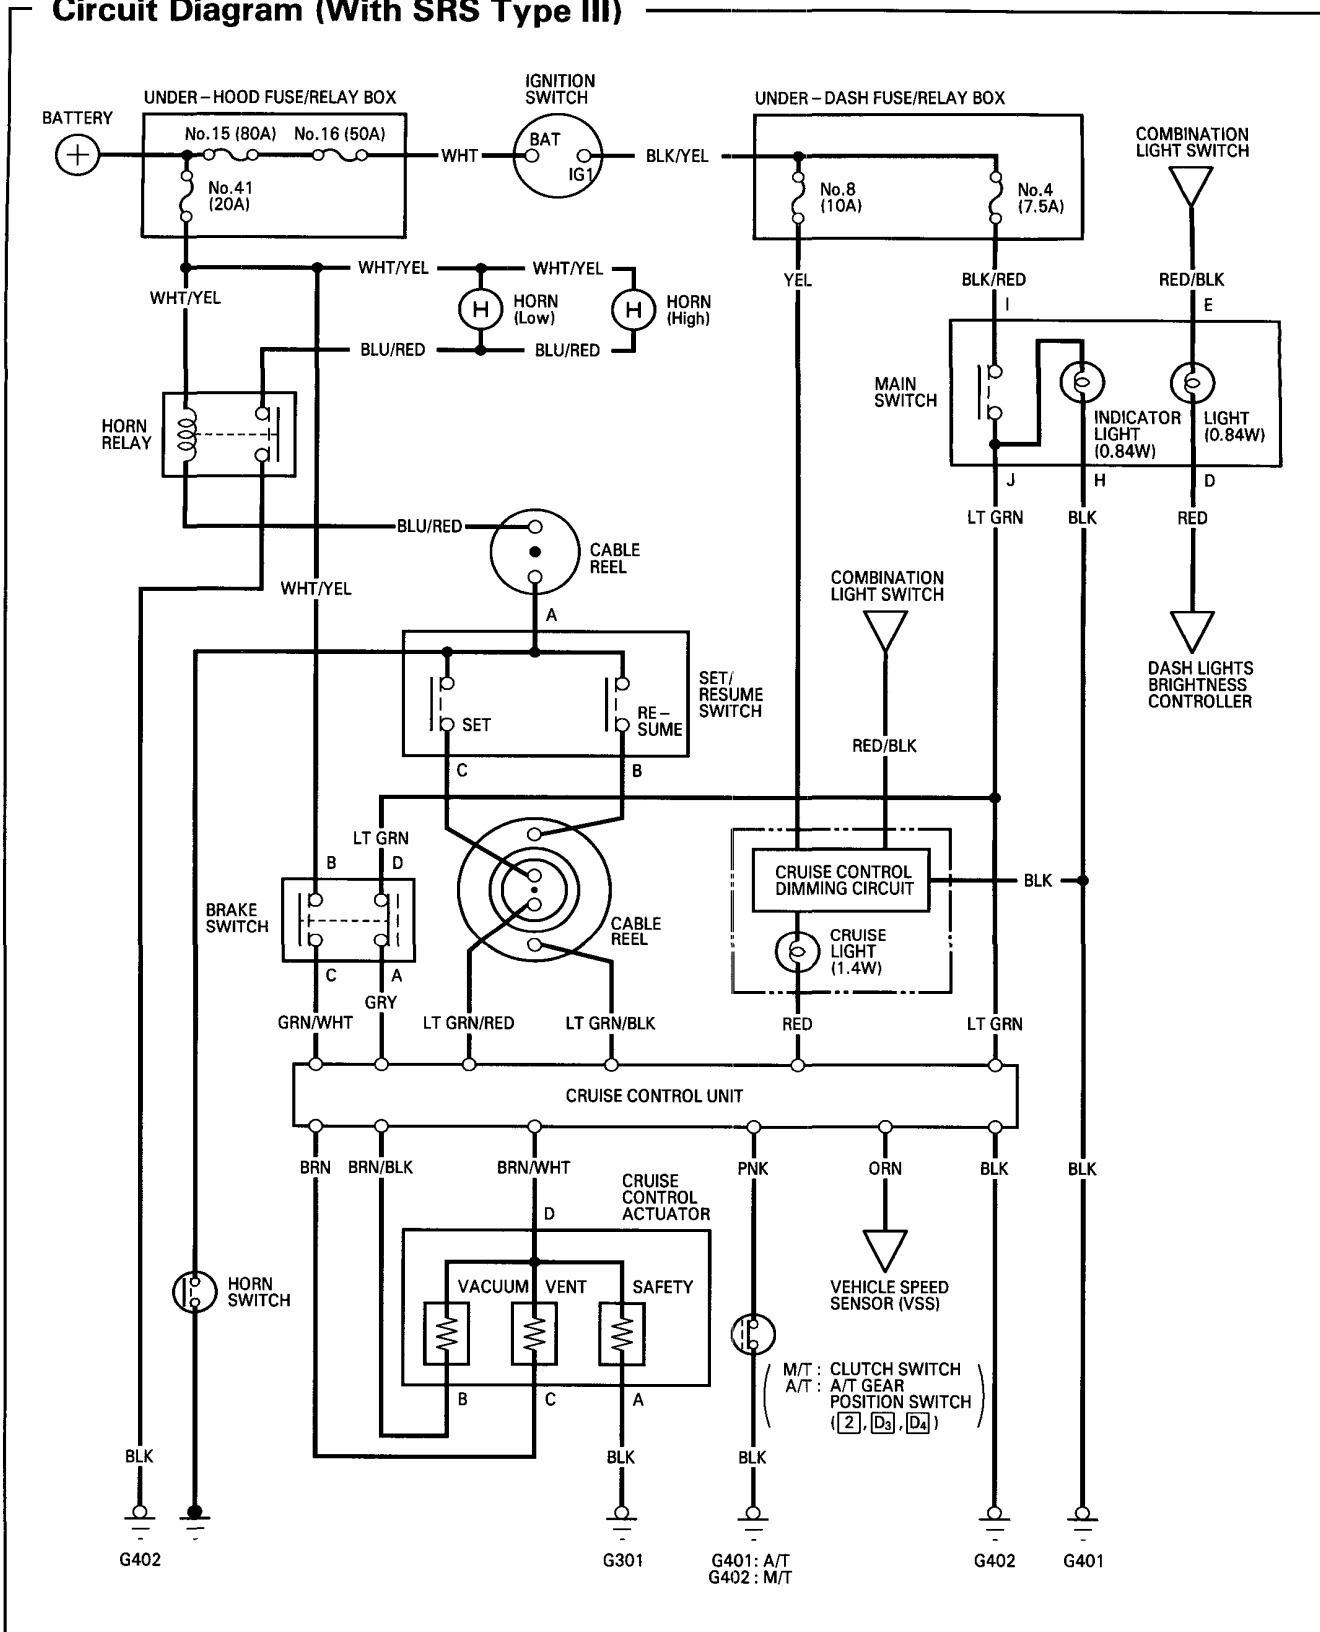 Circuit Diagram (With SRS Type III)
IGNITION
SWITCH
UNDER-HOOD FUSE/RELAY BOX
UNDER-DASH FUSE/RELAY BOX
BATTERY
No.15 (80A) No.16 (50A)
COMBINATION
LIGHT SWITCH
BAT
WHT
BLK/YEL
IG1
No.41
(20A)
No.8
(10A)
No.4
(7.5A)
WHT/YEL
WHT/YEL
WHT/YEL
YEL
BLK/RED
RED/BLK
I
E
H
HORN
(Low)
H
HORN
(High)
BLU/RED
BLU/RED
MAIN
SWITCH
INDICATOR
LIGHT
(0.84W)
LIGHT
(0.84W)
HORN
RELAY
J
H
D
LT GRN
BLK
RED
BLU/RED
CABLE
REEL
WHT/YEL
A
COMBINATION
LIGHT SWITCH
SET/
RESUME
SWITCH
SET
RE-
SUME
DASH LIGHTS
BRIGHTNESS
CONTROLLER
C
B
RED/BLK
LT GRN
B
D
CRUISE CONTROL
DIMMING CIRCUIT
BLK
BRAKE
SWITCH
CABLE
REEL
CRUISE
LIGHT
(1.4W)
C
A
GRY
GRN/WHT
LT GRN/RED
LT GRN/BLK
RED
LT GRN
CRUISE CONTROL UNIT
BRN
BRN/BLK
BRN/WHT
PNK
ORN
BLK
BLK
CRUISE
CONTROL
ACTUATOR
D
VACUUM
VENT
SAFETY
HORN
SWITCH
VEHICLE SPEED
SENSOR (VSS)
B
C
A
M/T : CLUTCH SWITCH
A/T : A/T GEAR
POSITION SWITCH
(2, D3, D4)
BLK
BLK
BLK
G402
G301
G401 : A/T
G402 : M/T
G402
G401